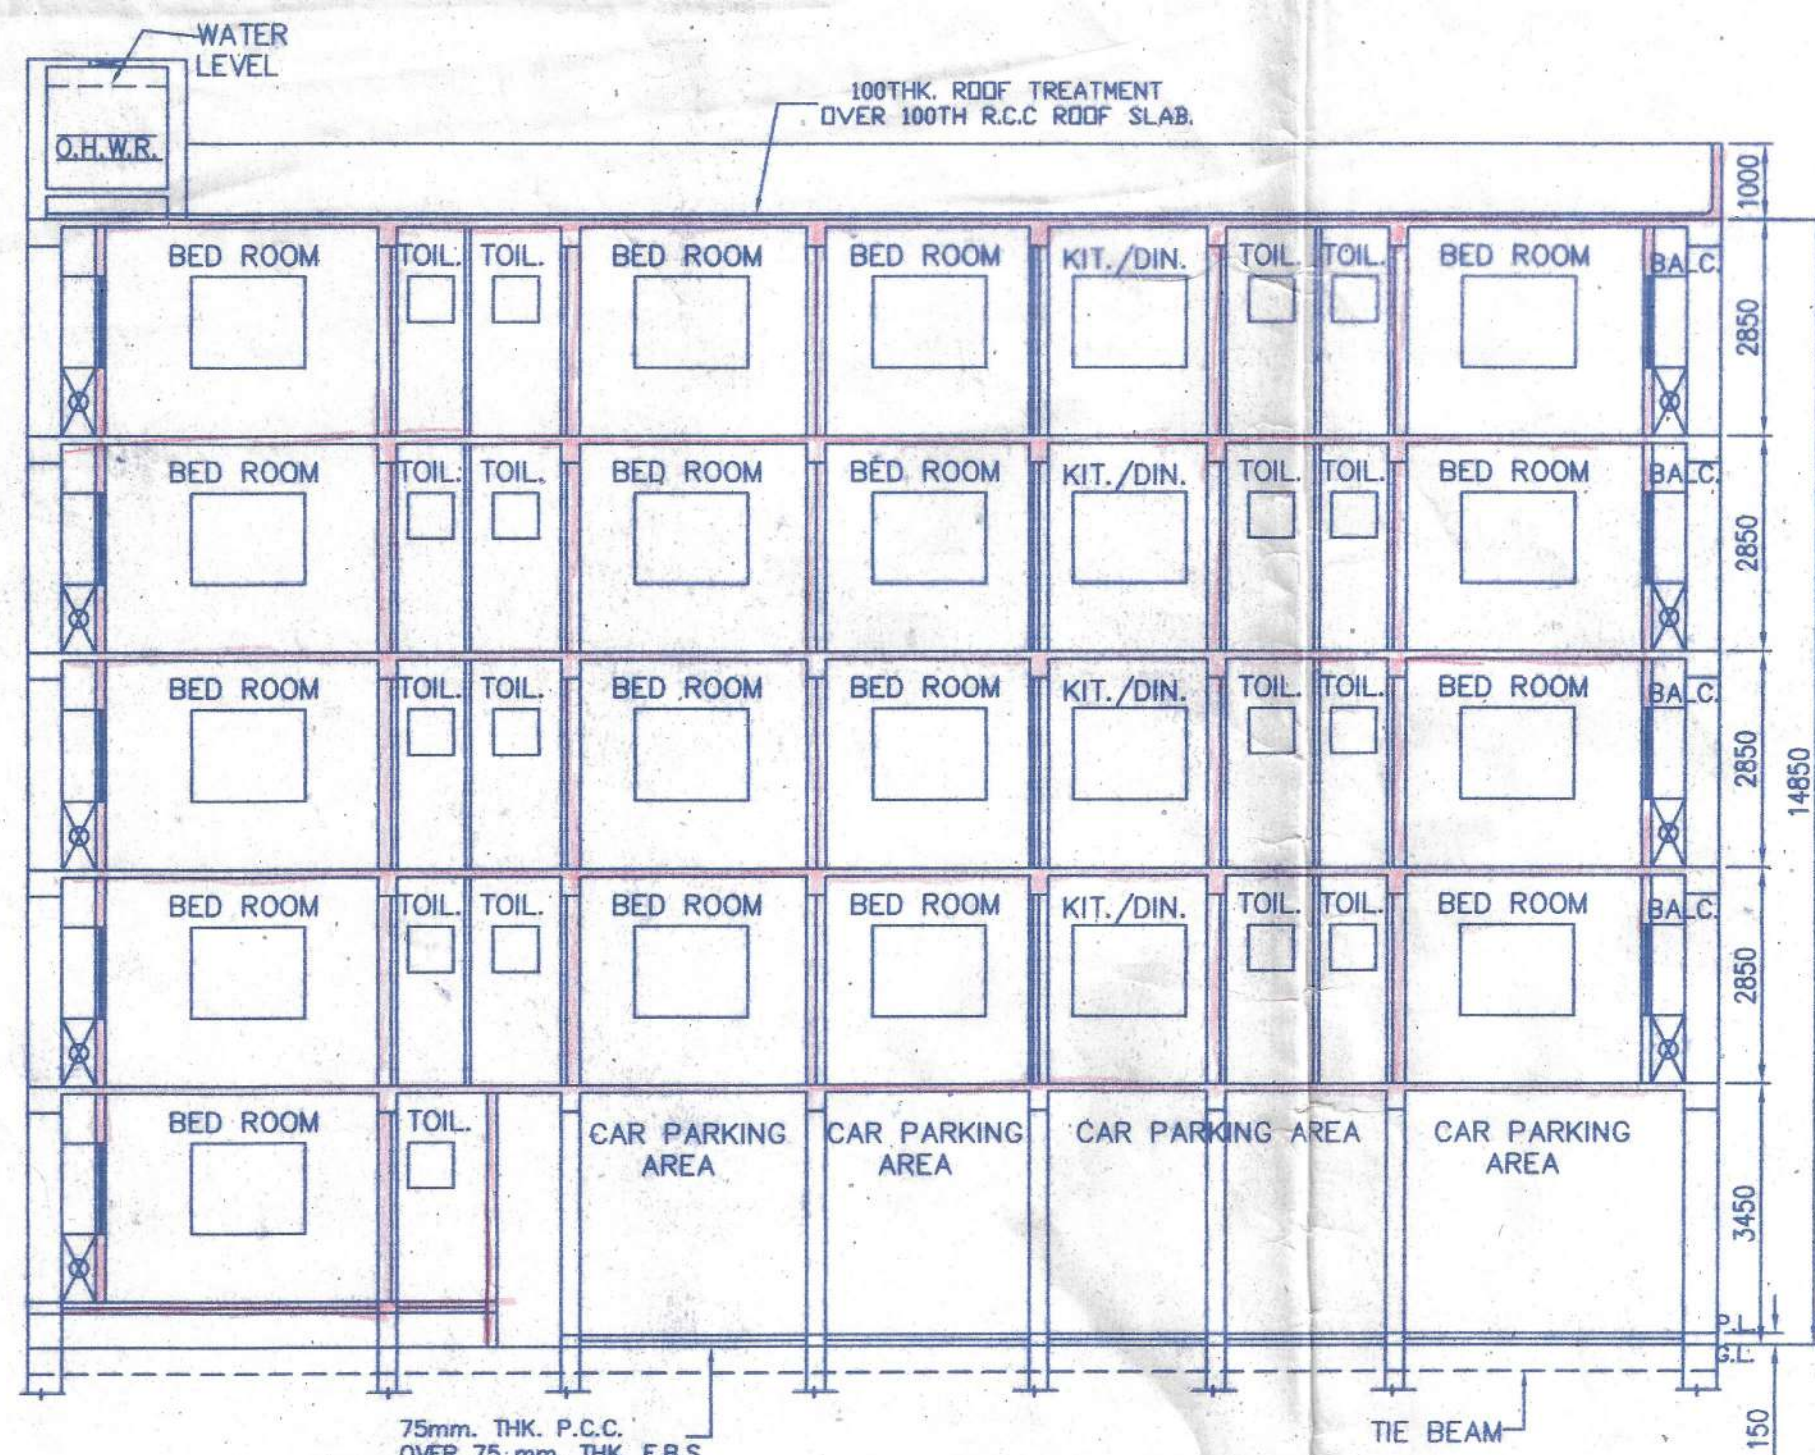 WATER
LEVEL
100THK. ROOF TREATMENT
OVER 100TH R.C.C ROOF SLAB.
O.H.W.R.
1000
BED ROOM TOIL. TOIL. BED ROOM BED ROOM KIT./DIN. TOIL. TOIL. BED ROOM BALC.
2850
BED ROOM TOIL. TOIL. BED ROOM BED ROOM KIT./DIN. TOIL. TOIL. BED ROOM BALC.
2850
BED ROOM TOIL. TOIL. BED ROOM BED ROOM KIT./DIN. TOIL. TOIL. BED ROOM BALC.
2850
14850
BED ROOM TOIL. TOIL. BED ROOM BED ROOM KIT./DIN. TOIL. TOIL. BED ROOM BALC.
2850
BED ROOM TOIL. CAR PARKING CAR PARKING CAR PARKING AREA CAR PARKING
AREA AREA AREA
3450
P.L.
G.L.
75mm. THK. P.C.C.
OVER 75 mm. THK. F.B.S.
TIE BEAM
150